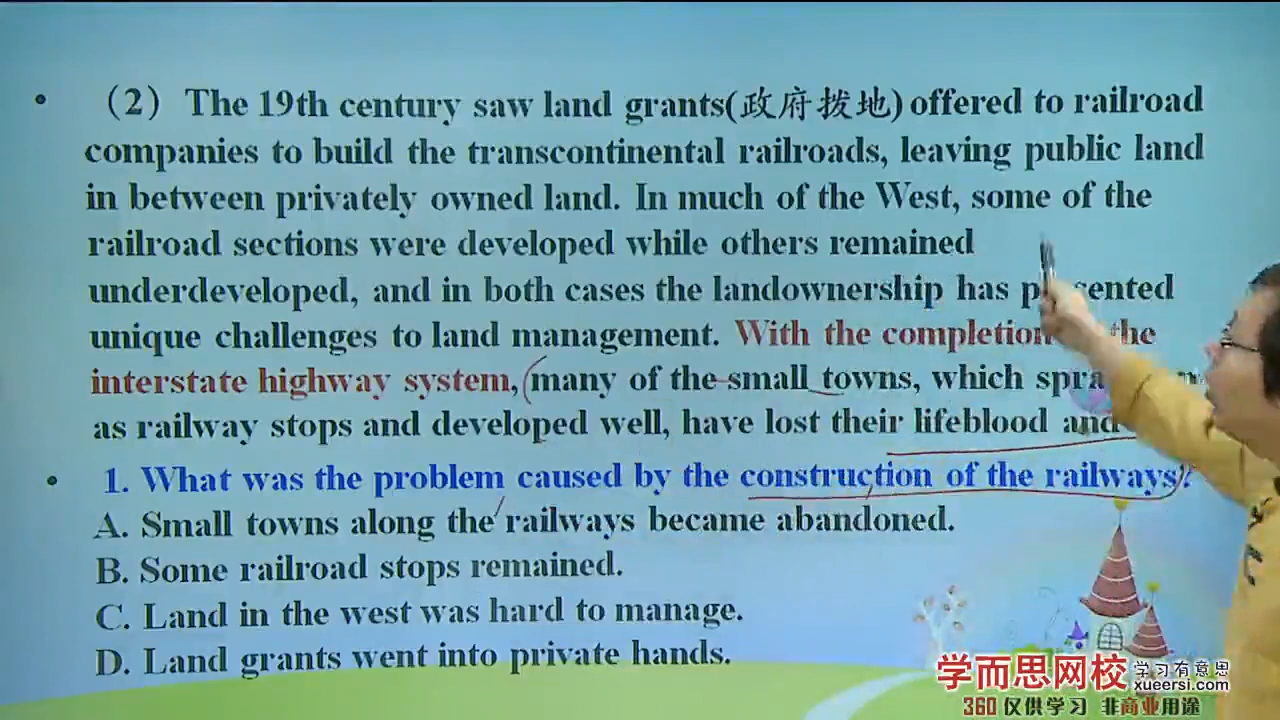 • （2）The 19th century saw land grants(政府拨地)offered to railroad
companies to build the transcontinental railroads, leaving public land
in between privately owned land. In much of the West, some of the
railroad sections were developed while others remained
underdeveloped, and in both cases the landownership has presented
unique challenges to land management. With the completion the
interstate highway system, many of the small towns, which
as railway stops and developed well, have lost their lifeblood and
• 1. What was the problem caused by the construction of the railways?
A. Small towns along the railways became abandoned.
B. Some railroad stops remained.
C. Land in the west was hard to manage.
D. Land grants went into private hands.
学而思网校 学习有意思
xueersi.com
360仅供学习 非商业用途